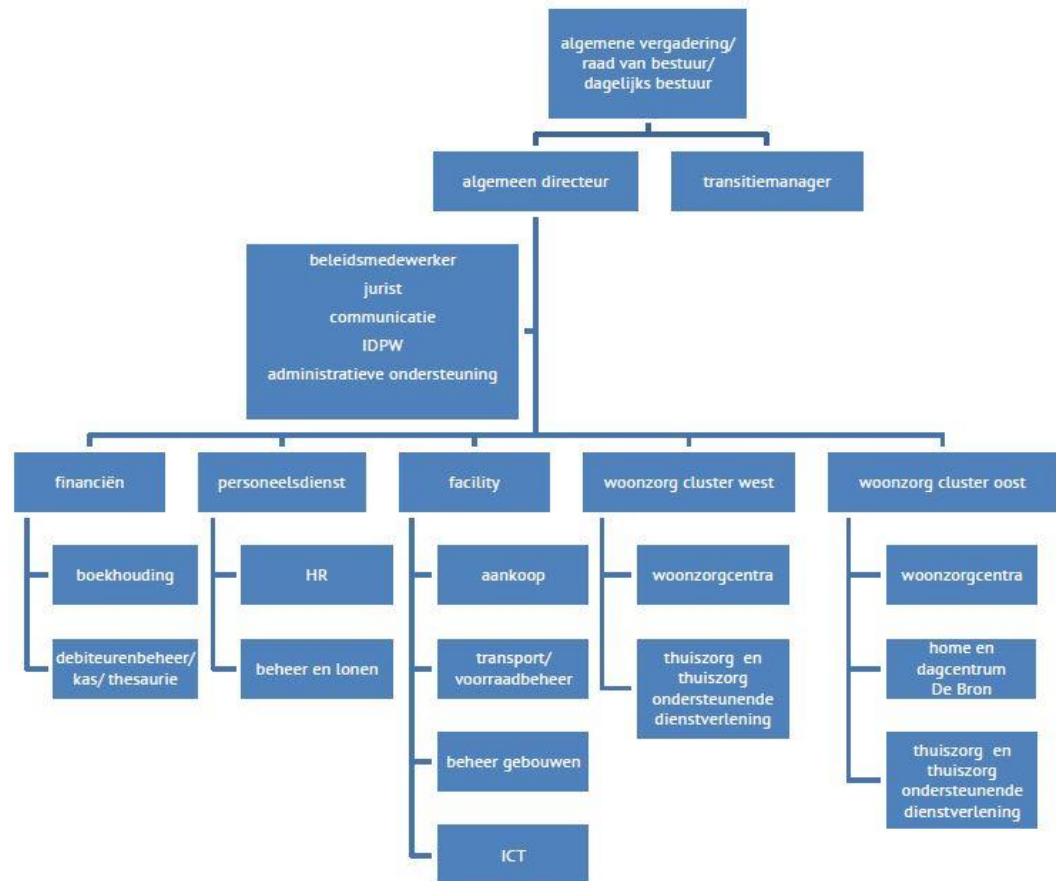 algemene vergadering/
raad van bestuur/
dagelijks bestuur
algemeen directeur
transitiemanager
beleidsmedewerker
jurist
communicatie
IDPW
administratieve ondersteuning
financiën
personeelsdienst
facility
woonzorg cluster west
woonzorg cluster oost
boekhouding
debiteurenbeheer/
kas/ thesaurie
HR
beheer en lonen
aankoop
transport/
voorraadbeheer
beheer gebouwen
ICT
woonzorgcentra
thuiszorg en
thuiszorg
ondersteunende
dienstverlening
woonzorgcentra
home en
dagcentrum
De Bron
thuiszorg en
thuiszorg
ondersteunende
dienstverlening